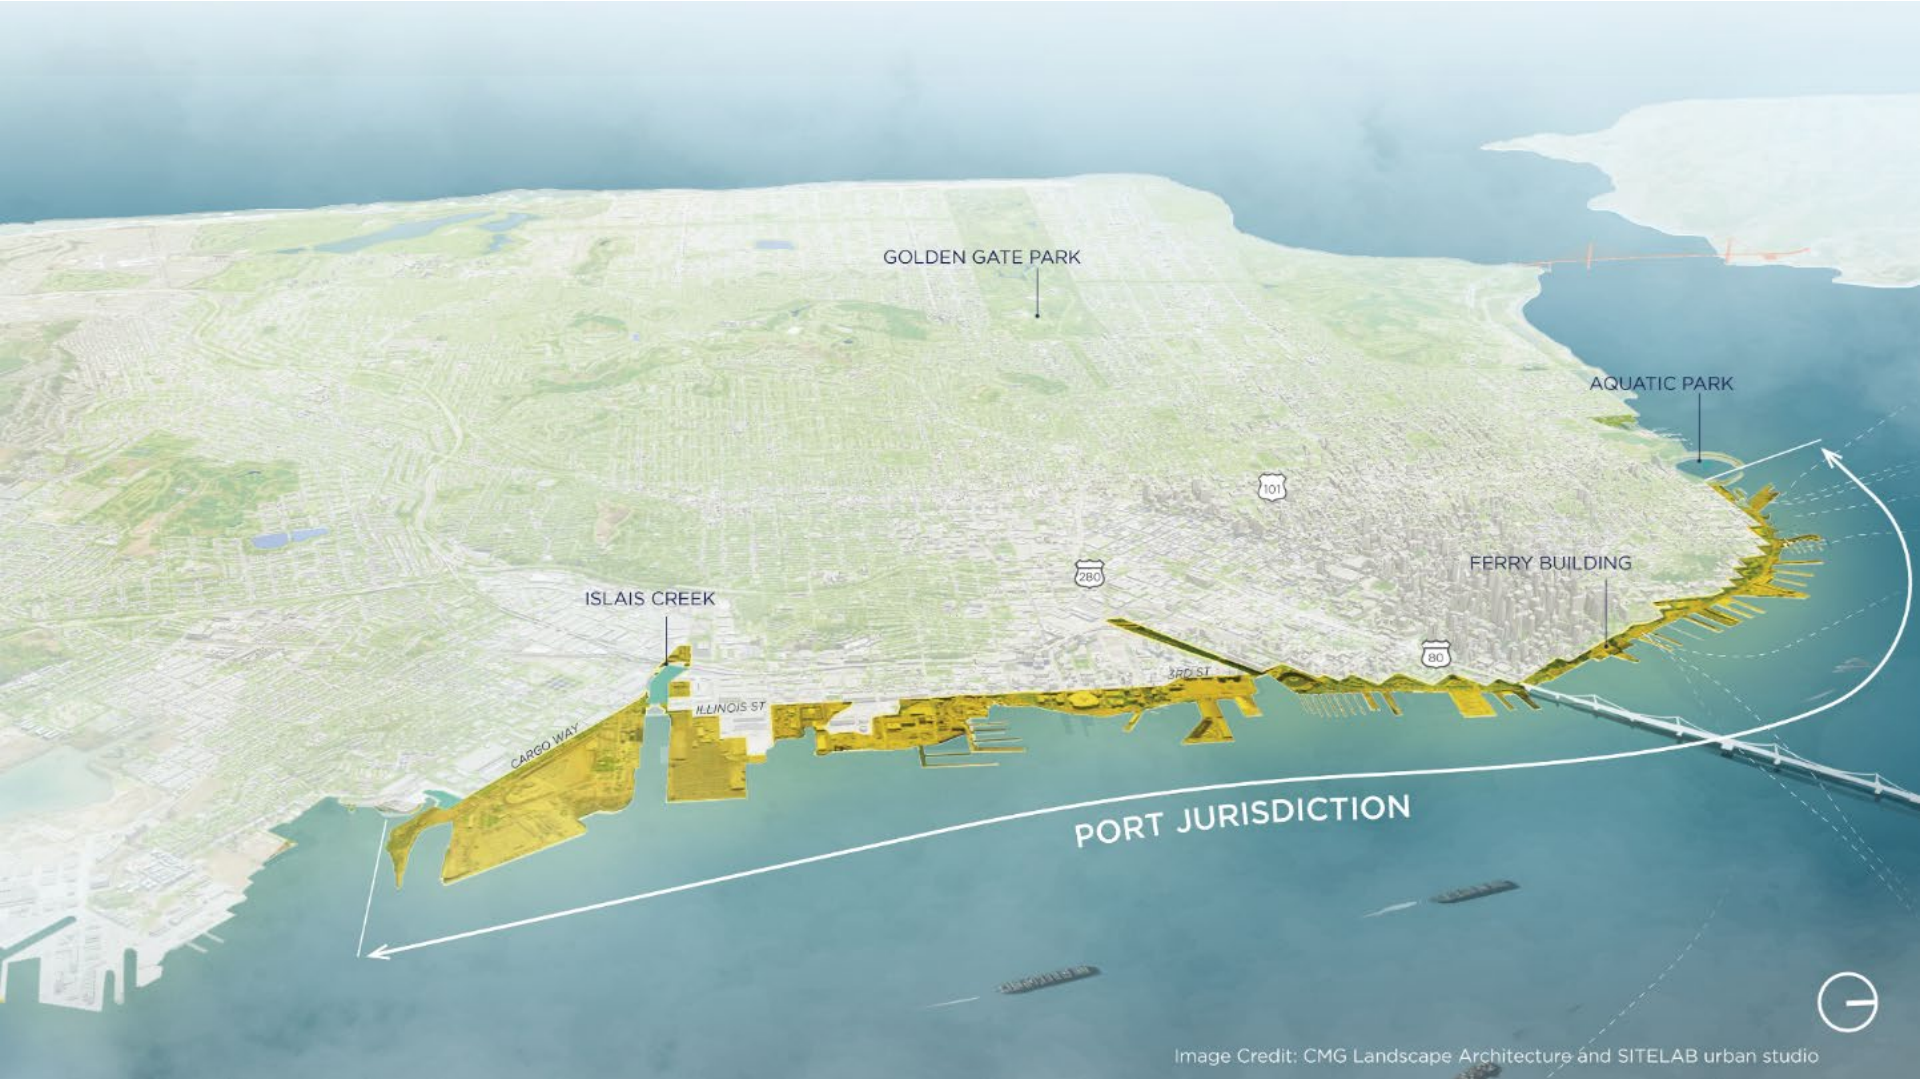 GOLDEN GATE PARK
AQUATIC PARK
101
FERRY BUILDING
280
ISLAIS CREEK
80
3RD ST
ILLINOIS ST
CARGO WAY
PORT JURISDICTION
Image Credit: CMG Landscape Architecture and SITELAB urban studio